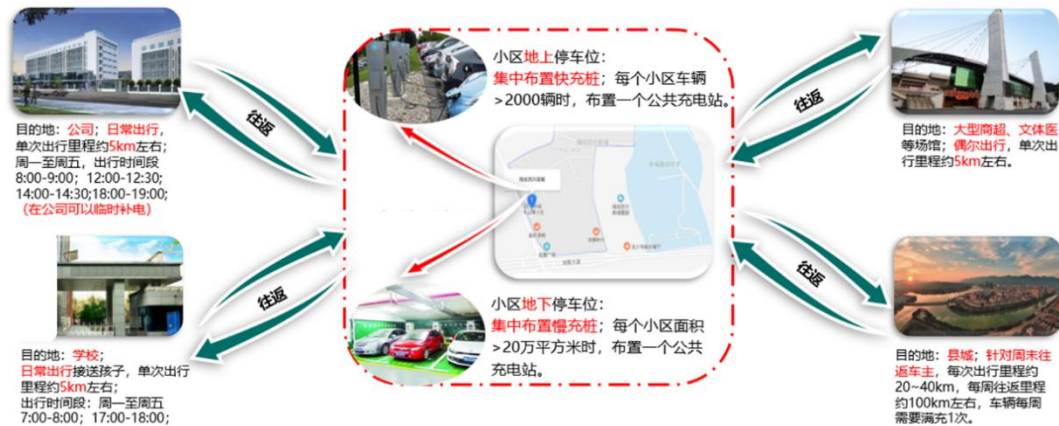 往返
目的地：公司；日常出行，
单次出行里程约5km左右；
周一至周五，出行时间段
8:00-9:00；12:00-12:30;
14:00-14:30;18:00-19:00;
（在公司可以临时补电）
往返
目的地：学校；
日常出行接送孩子，单次出行
里程约5km左右；
出行时间段：周一至周五
7:00-8:00；17:00-18:00;
小区地上停车位：
集中布置快充桩；每个小区车辆
>2000辆时，布置一个公共充电站。
小区地下停车位：
集中布置慢充桩；每个小区面积
>20万平方米时，布置一个公共
充电站。
往返
目的地：大型商超、文体医
等场馆；偶尔出行，单次出
行里程约5km左右。
往返
目的地：县城；针对周末往
返车主，每次出行里程约
20~40km，每周往返里程
约100km左右，车辆每周
需要满充1次。